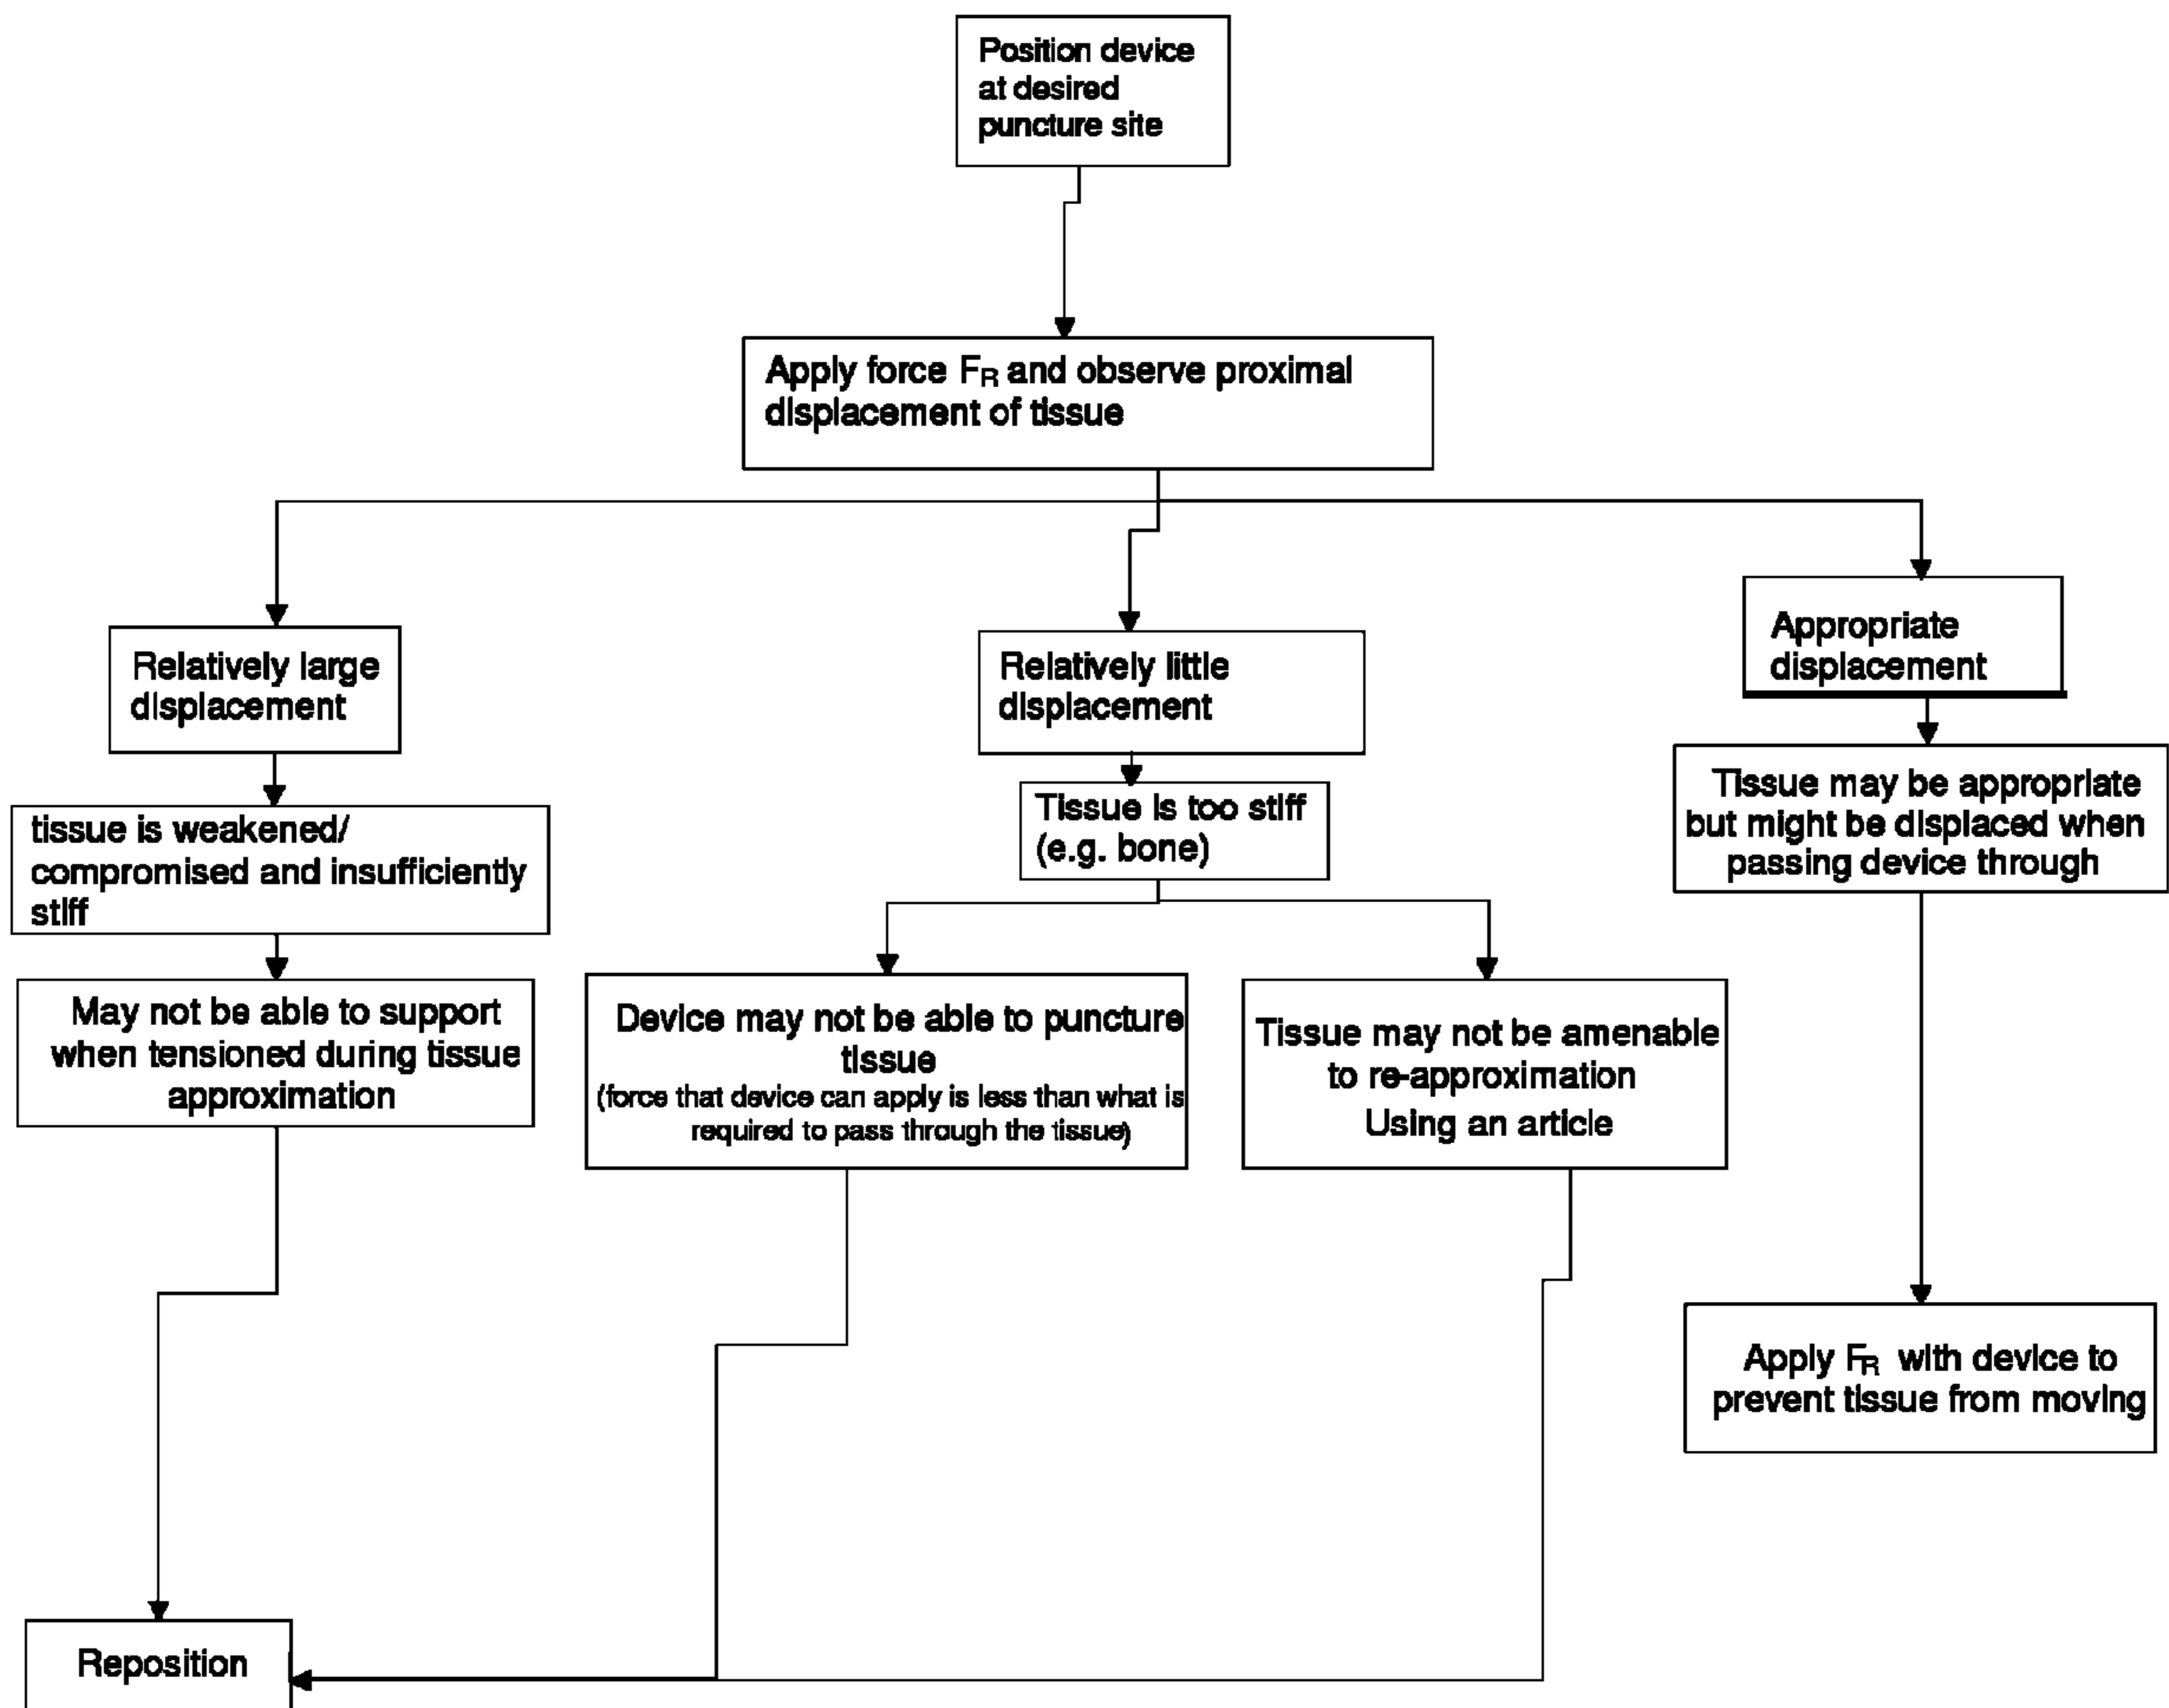 Position device
at desired
puncture site
Apply force FR and observe proximal
displacement of tissue
Relatively large
displacement
Relatively little
displacement
Appropriate
displacement
tissue is weakened/
compromised and insufficiently
stiff
Tissue is too stiff
(e.g. bone)
Tissue may be appropriate
but might be displaced when
passing device through
May not be able to support
when tensioned during tissue
approximation
Device may not be able to puncture
tissue
(force that device can apply is less than what is
required to pass through the tissue)
Tissue may not be amenable
to re-approximation
Using an article
Apply FR with device to
prevent tissue from moving
Reposition